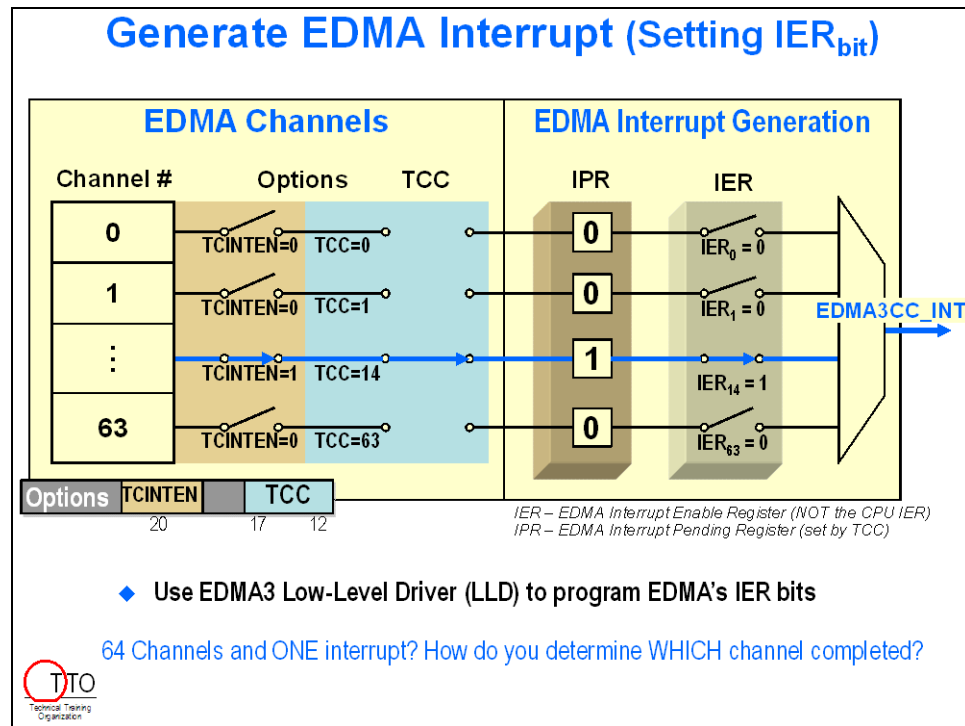 Generate EDMA Interrupt (Setting IERbit)
EDMA Channels
EDMA Interrupt Generation
Channel #
Options
TCC
IPR
IER
0
TCINTEN=0
TCC=0
0
IER0 = 0
1
TCINTEN=0
TCC=1
0
IER1 = 0
EDMA3CC_INT
⋮
TCINTEN=1
TCC=14
1
IER14 = 1
63
TCINTEN=0
TCC=63
0
IER63 = 0
Options
TCINTEN
TCC
20
17
12
IER – EDMA Interrupt Enable Register (NOT the CPU IER)
IPR – EDMA Interrupt Pending Register (set by TCC)
◆ Use EDMA3 Low-Level Driver (LLD) to program EDMA's IER bits
64 Channels and ONE interrupt? How do you determine WHICH channel completed?
TTO
Technical Training
Organization